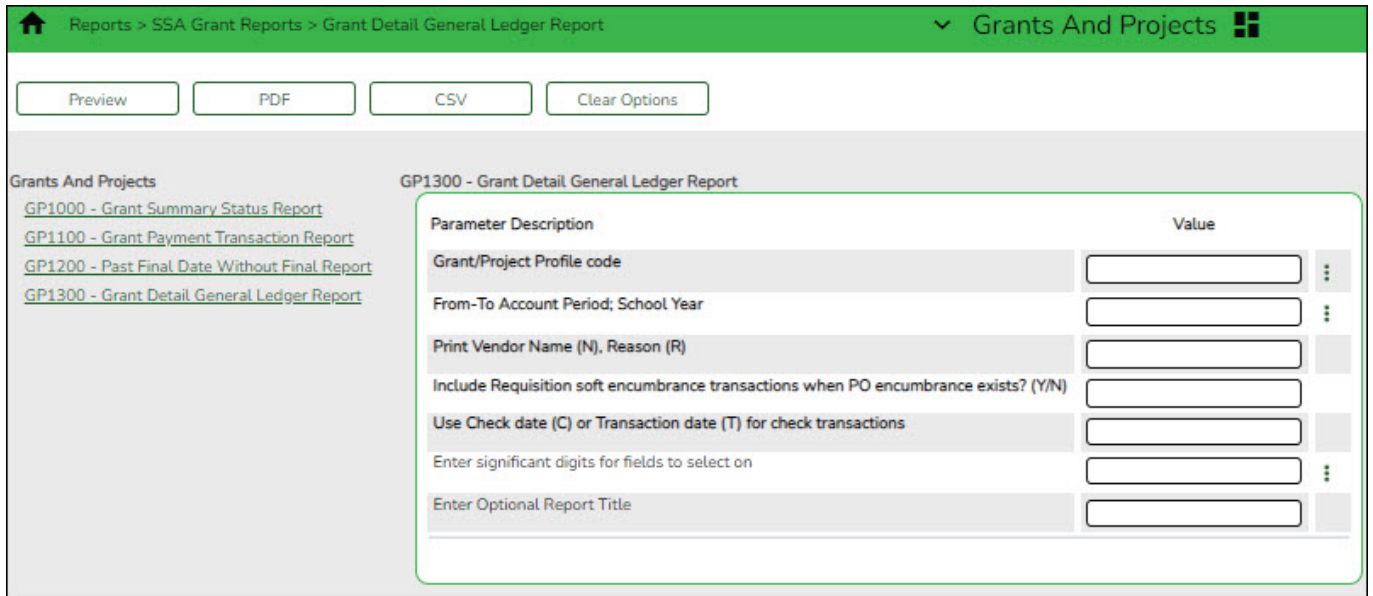 Reports > SSA Grant Reports > Grant Detail General Ledger Report
Grants And Projects
Preview
PDF
CSV
Clear Options
Grants And Projects
GP1000 - Grant Summary Status Report
GP1100 - Grant Payment Transaction Report
GP1200 - Past Final Date Without Final Report
GP1300 - Grant Detail General Ledger Report
GP1300 - Grant Detail General Ledger Report
Parameter Description Value
Grant/Project Profile code
From-To Account Period; School Year
Print Vendor Name (N), Reason (R)
Include Requisition soft encumbrance transactions when PO encumbrance exists? (Y/N)
Use Check date (C) or Transaction date (T) for check transactions
Enter significant digits for fields to select on
Enter Optional Report Title